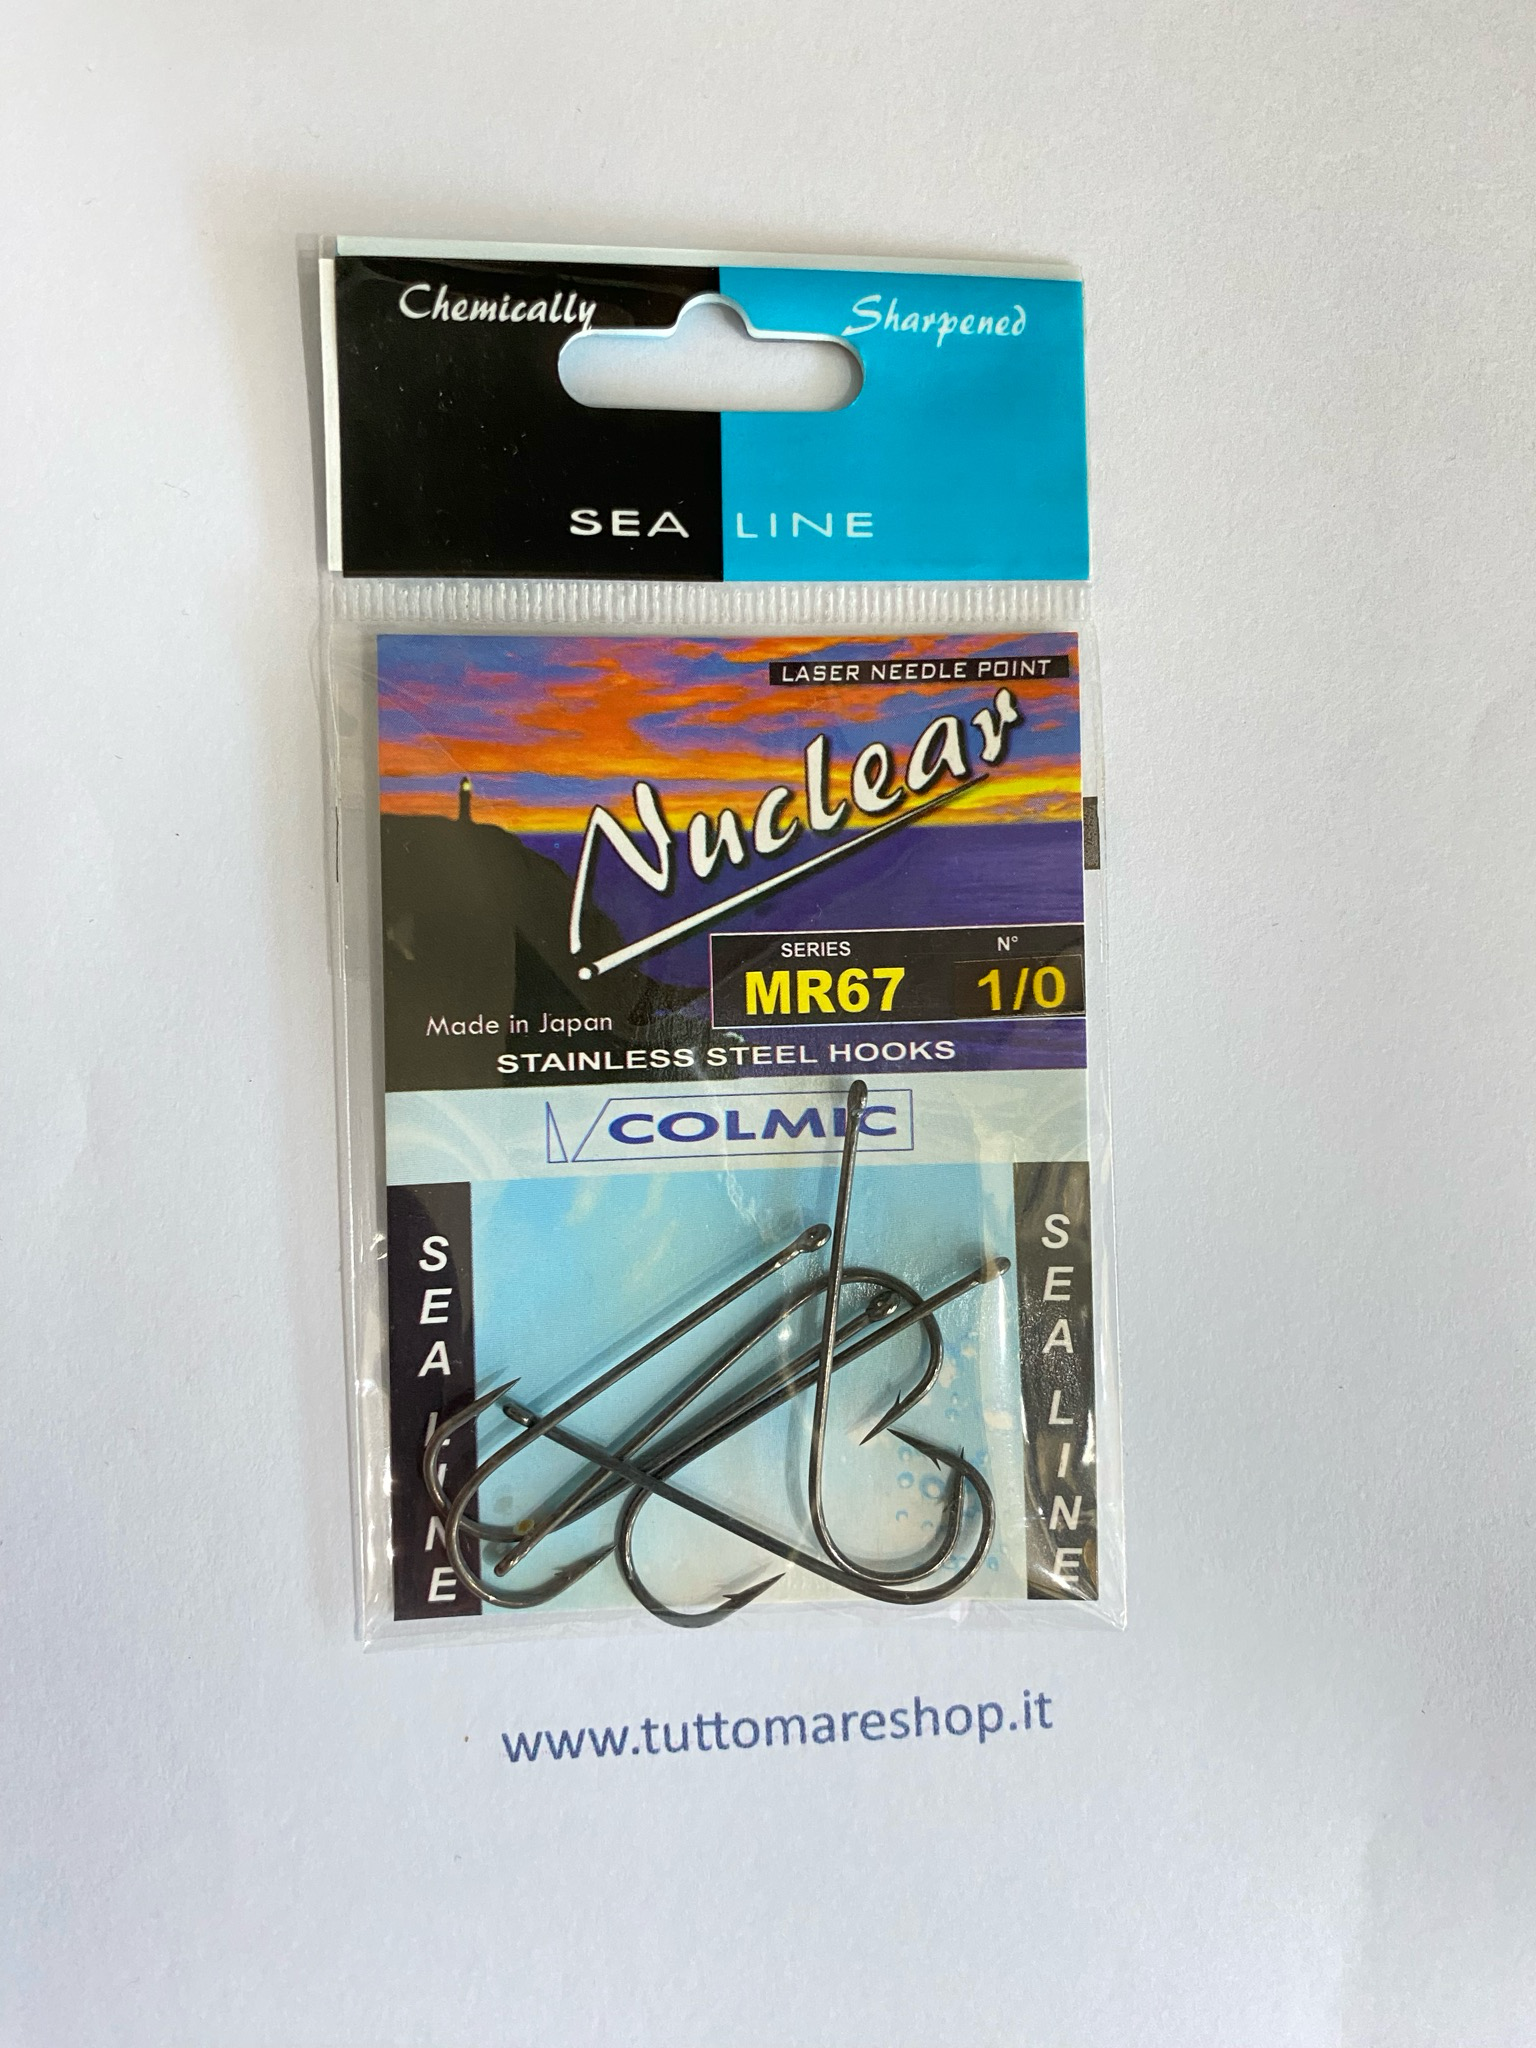 Chemically Sharpened
SEA LINE
LASER NEEDLE POINT
Nuclear
SERIES N°
MR67 1/0
Made in Japan
STAINLESS STEEL HOOKS
COLMIC
SEA LINE
SEA LINE
www.tuttomareshop.it